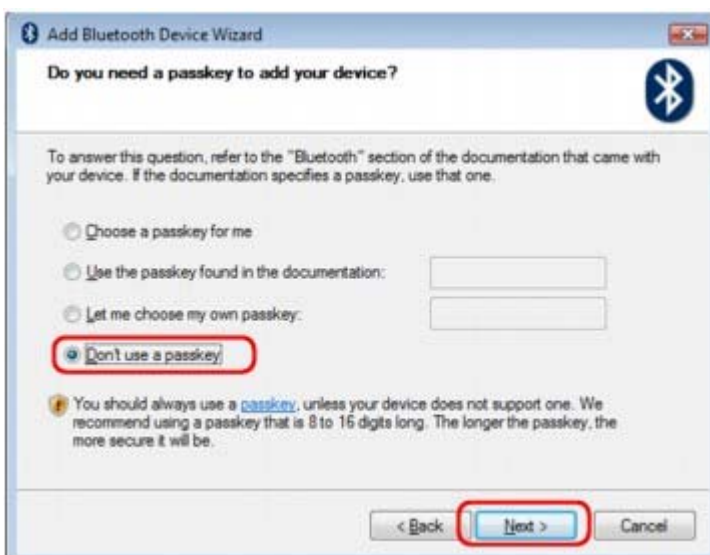 Add Bluetooth Device Wizard
Do you need a passkey to add your device?
To answer this question, refer to the "Bluetooth" section of the documentation that came with
your device. If the documentation specifies a passkey, use that one.
Choose a passkey for me
Use the passkey found in the documentation:
Let me choose my own passkey:
Don't use a passkey
You should always use a passkey, unless your device does not support one. We
recommend using a passkey that is 8 to 16 digits long. The longer the passkey, the
more secure it will be.
< Back Next > Cancel